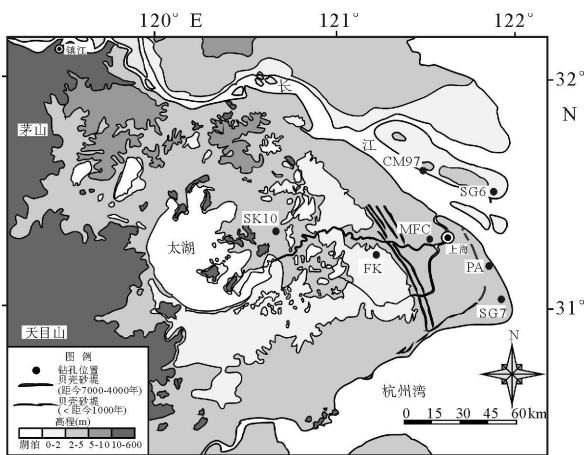 120° E
121°
122°
镇江
长
32°
N
茅山
江
CM97
SG6
SK10
MFC
上海
太湖
FK
PA
31°
SG7
天目山
N
图 例
钻孔位置
贝壳砂堤
(距今7000-4000年)
贝壳砂堤
(<距今1000年)
高程(m)
湖泊 0-2 2-5 5-10 10-600
杭州湾
0 15 30 45 60 km